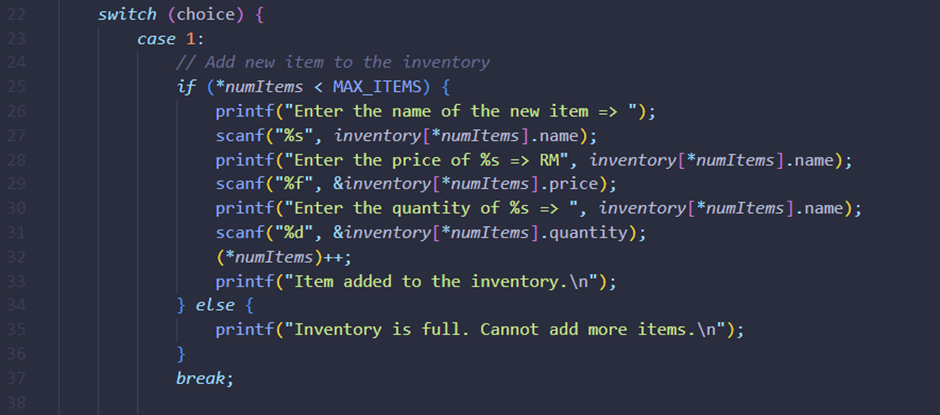 22 switch (choice) {
23 case 1:
24 // Add new item to the inventory
25 if (*numItems < MAX_ITEMS) {
26 printf("Enter the name of the new item => ");
27 scanf("%s", inventory[*numItems].name);
28 printf("Enter the price of %s => RM", inventory[*numItems].name);
29 scanf("%f", &inventory[*numItems].price);
30 printf("Enter the quantity of %s => ", inventory[*numItems].name);
31 scanf("%d", &inventory[*numItems].quantity);
32 (*numItems)++;
33 printf("Item added to the inventory.\n");
34 } else {
35 printf("Inventory is full. Cannot add more items.\n");
36 }
37 break;
38